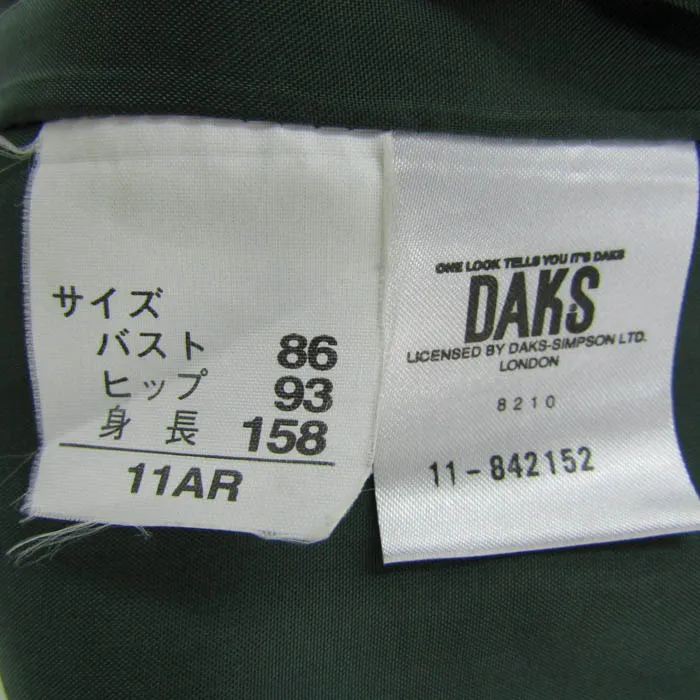 サイズ
バスト 86
ヒップ 93
身長 158
11AR
ONE LOOK TELLS YOU IT'S DAKS
DAKS
LICENSED BY DAKS-SIMPSON LTD.
LONDON
8210
11-842152